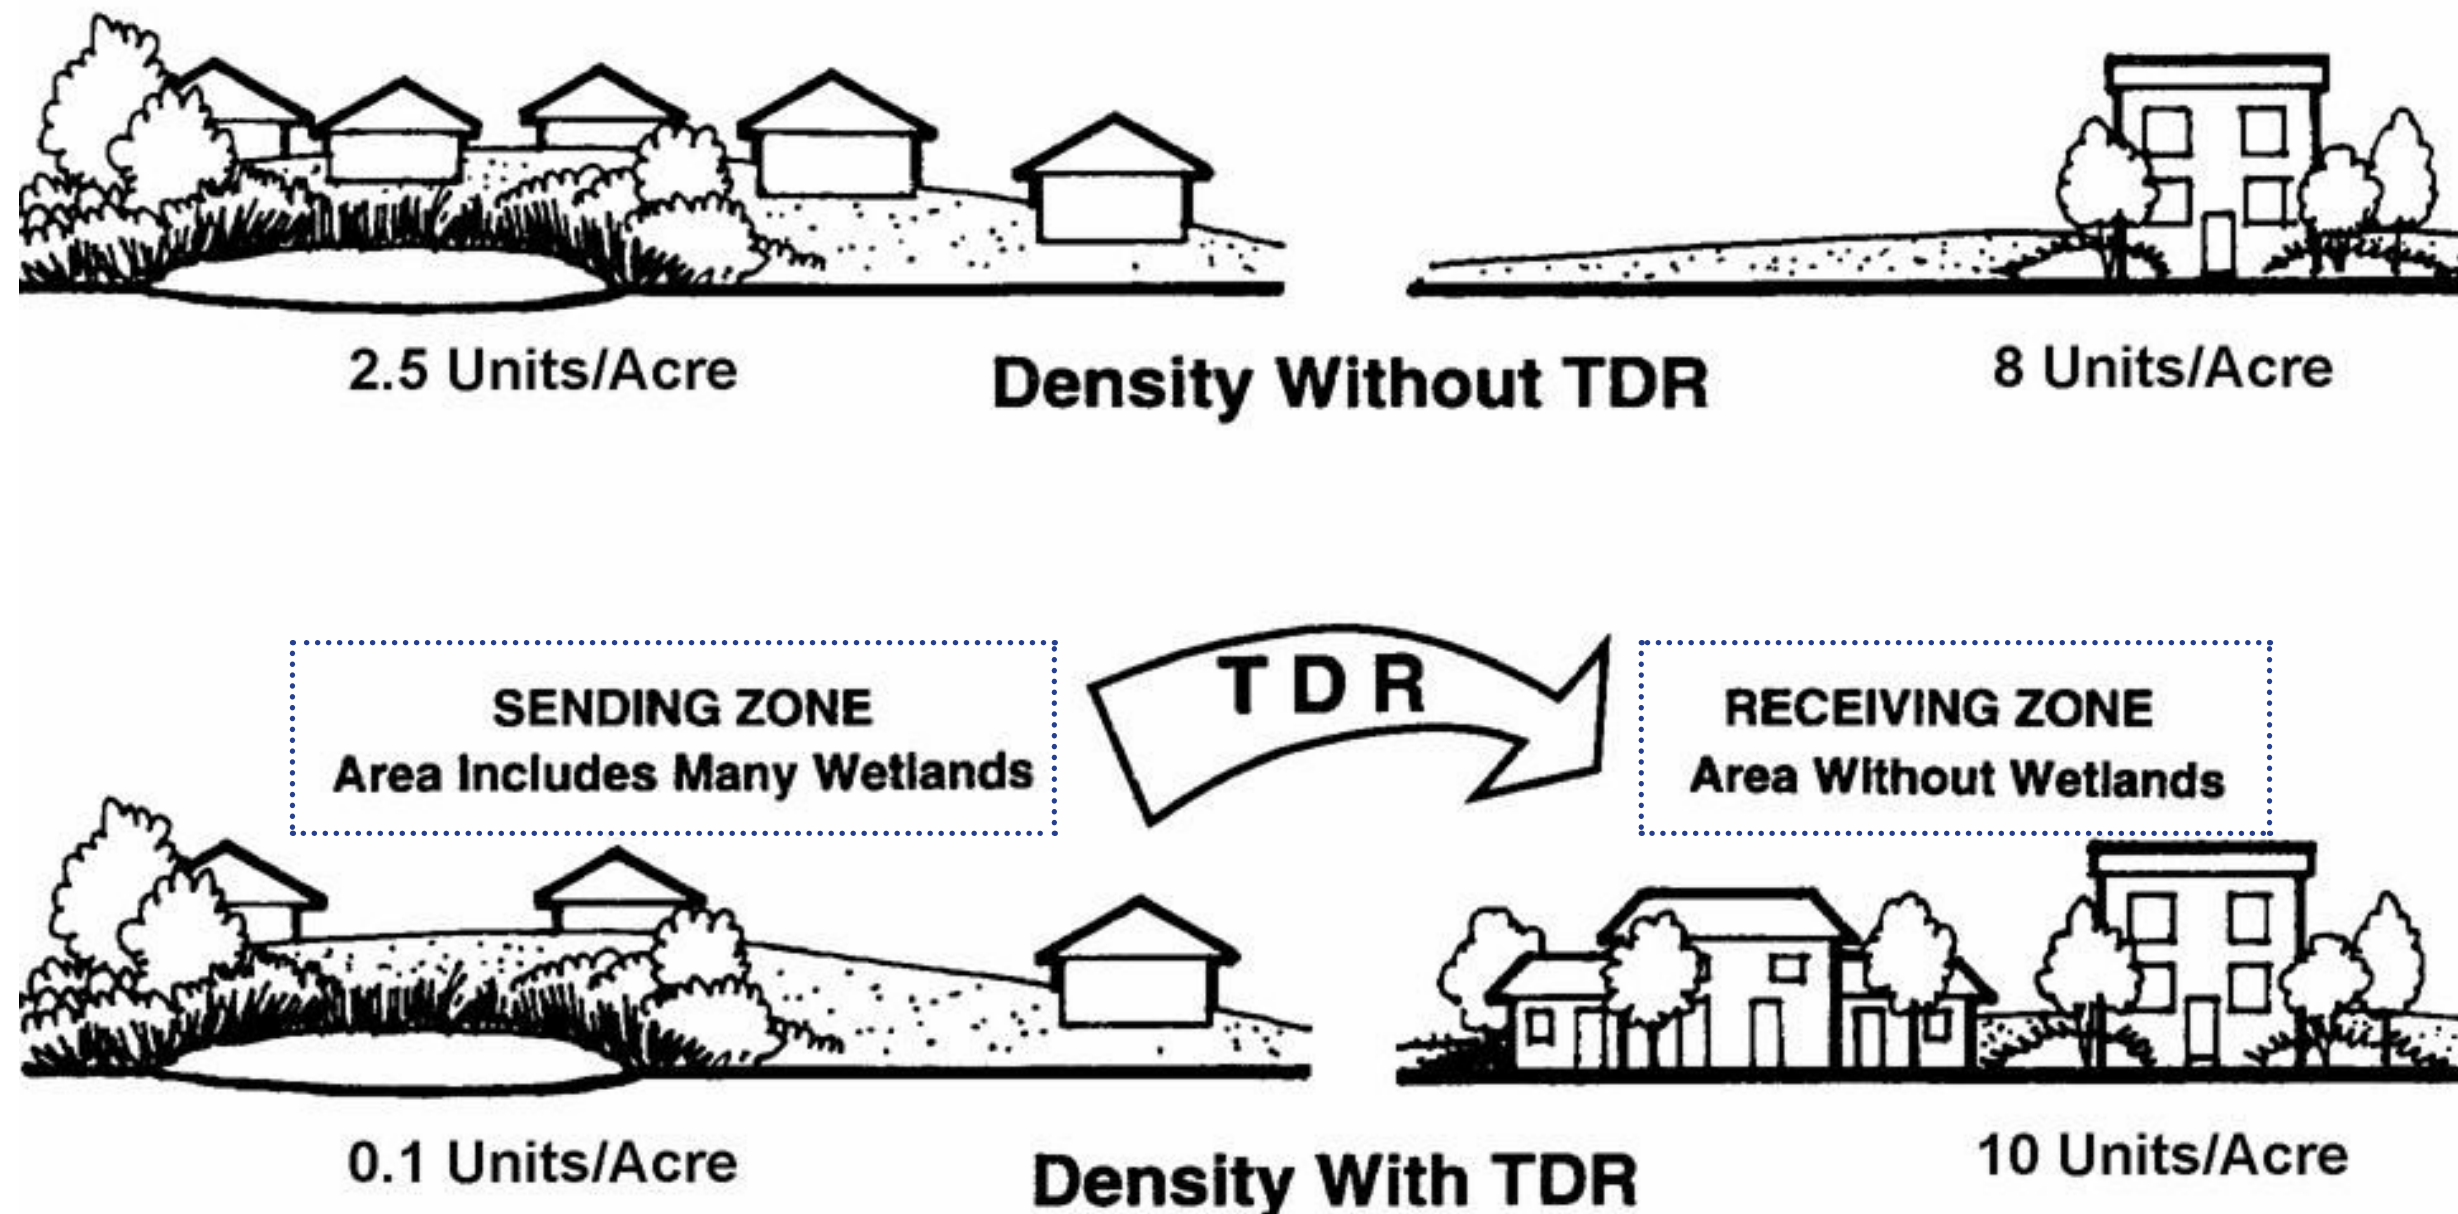 2.5 Units/Acre
Density Without TDR
8 Units/Acre
SENDING ZONE
Area Includes Many Wetlands
TDR
RECEIVING ZONE
Area Without Wetlands
0.1 Units/Acre
Density With TDR
10 Units/Acre